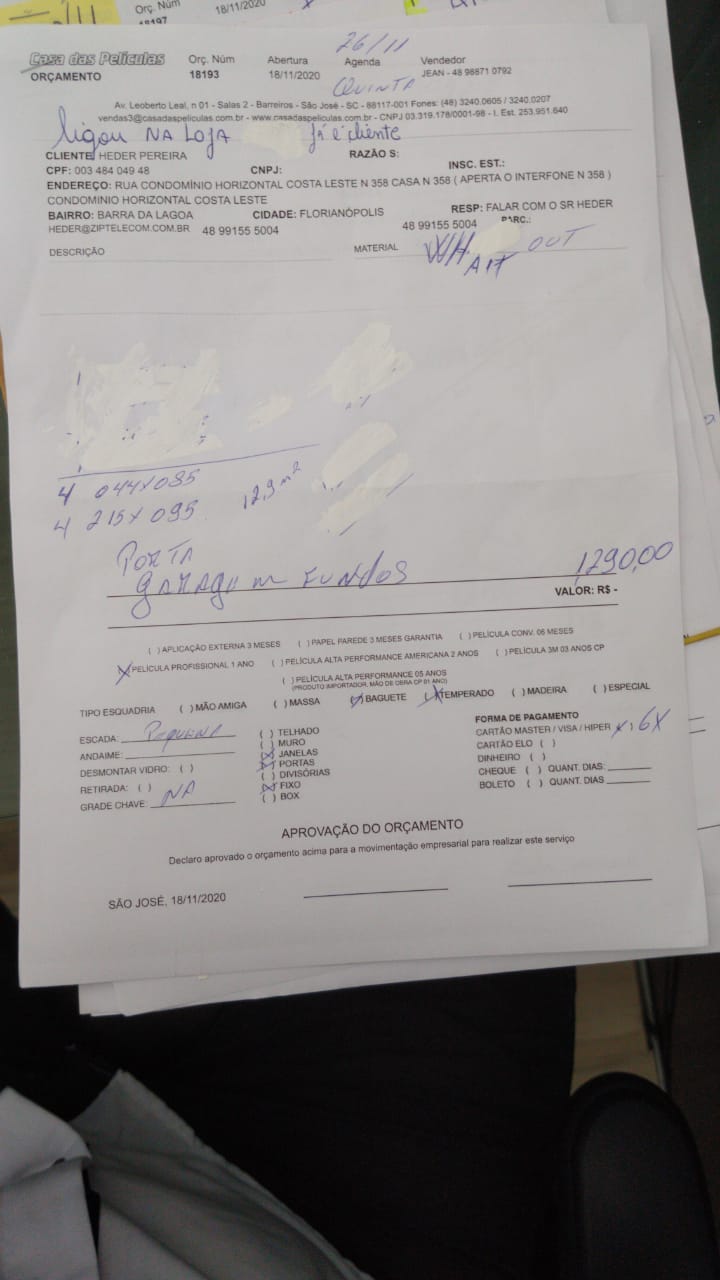 Orç. Núm 18/11/2020
18197
Casa das Películas Orç. Núm Abertura 26/11 Agenda Vendedor
ORÇAMENTO 18193 18/11/2020 QUINTA JEAN - 48 98871 0792
Av. Leoberto Leal, n 01 - Salas 2 - Barreiros - São José - SC - 88117-001 Fones: (48) 3240.0605 / 3240.0207
vendas3@casadaspeliculas.com.br - www.casadaspeliculas.com.br - CNPJ 03.319.178/0001-98 - I. Est. 253.951.640
ligou NA LOJA já é cliente
CLIENTE: HEDER PEREIRA RAZÃO S:
CPF: 003 484 049 48 CNPJ: INSC. EST.:
ENDEREÇO: RUA CONDOMÍNIO HORIZONTAL COSTA LESTE N 358 CASA N 358 ( APERTA O INTERFONE N 358 )
CONDOMINIO HORIZONTAL COSTA LESTE
BAIRRO: BARRA DA LAGOA CIDADE: FLORIANÓPOLIS RESP: FALAR COM O SR HEDER
HEDER@ZIPTELECOM.COM.BR 48 99155 5004 48 99155 5004 PARC.:
DESCRIÇÃO MATERIAL WHAIT OUT
4 044X085
4 215X095 12,9m²
PORTA
GARAGEM FUNDOS 1290,00
VALOR: R$ -
( ) APLICAÇÃO EXTERNA 3 MESES ( ) PAPEL PAREDE 3 MESES GARANTIA ( ) PELÍCULA CONV. 06 MESES
(X) PELÍCULA PROFISSIONAL 1 ANO ( ) PELÍCULA ALTA PERFORMANCE AMERICANA 2 ANOS ( ) PELÍCULA 3M 03 ANOS CP
( ) PELÍCULA ALTA PERFORMANCE 05 ANOS
(PRODUTO IMPORTADOR, MÃO DE OBRA CP 01 ANO)
TIPO ESQUADRIA ( ) MÃO AMIGA ( ) MASSA (X) BAGUETE (X) TEMPERADO ( ) MADEIRA ( ) ESPECIAL
ESCADA: Pequena
ANDAIME:
DESMONTAR VIDRO: ( )
RETIRADA: ( )
GRADE CHAVE: NA
( ) TELHADO
( ) MURO
(X) JANELAS
(X) PORTAS
( ) DIVISÓRIAS
(X) FIXO
( ) BOX
FORMA DE PAGAMENTO
CARTÃO MASTER / VISA / HIPER (X) 6X
CARTÃO ELO ( )
DINHEIRO ( )
CHEQUE ( ) QUANT. DIAS:
BOLETO ( ) QUANT. DIAS
APROVAÇÃO DO ORÇAMENTO
Declaro aprovado o orçamento acima para a movimentação empresarial para realizar este serviço
SÃO JOSÉ, 18/11/2020